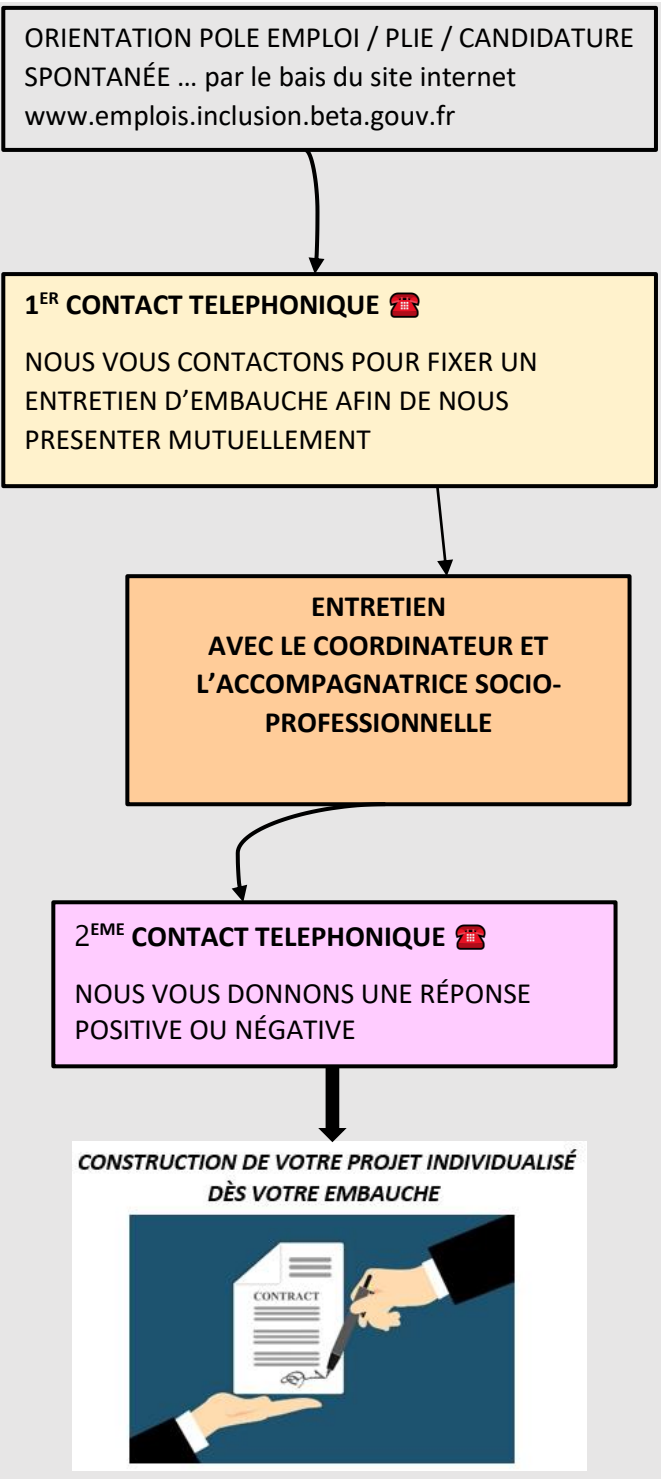 ORIENTATION POLE EMPLOI / PLIE / CANDIDATURE
SPONTANÉE … par le bais du site internet
www.emplois.inclusion.beta.gouv.fr
1ER CONTACT TELEPHONIQUE ☎
NOUS VOUS CONTACTONS POUR FIXER UN
ENTRETIEN D’EMBAUCHE AFIN DE NOUS
PRESENTER MUTUELLEMENT
ENTRETIEN
AVEC LE COORDINATEUR ET
L’ACCOMPAGNATRICE SOCIO-
PROFESSIONNELLE
2EME CONTACT TELEPHONIQUE ☎
NOUS VOUS DONNONS UNE RÉPONSE
POSITIVE OU NÉGATIVE
CONSTRUCTION DE VOTRE PROJET INDIVIDUALISÉ
DÈS VOTRE EMBAUCHE
CONTRACT